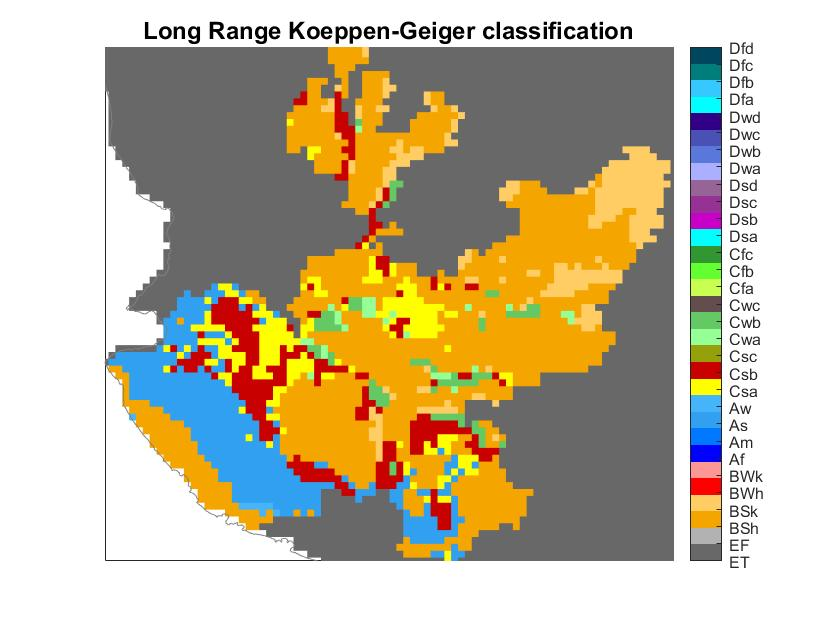 Long Range Koeppen-Geiger classification
Dfd
Dfc
Dfb
Dfa
Dwd
Dwc
Dwb
Dwa
Dsd
Dsc
Dsb
Dsa
Cfc
Cfb
Cfa
Cwc
Cwb
Cwa
Csc
Csb
Csa
Aw
As
Am
Af
BWk
BWh
BSk
BSh
EF
ET